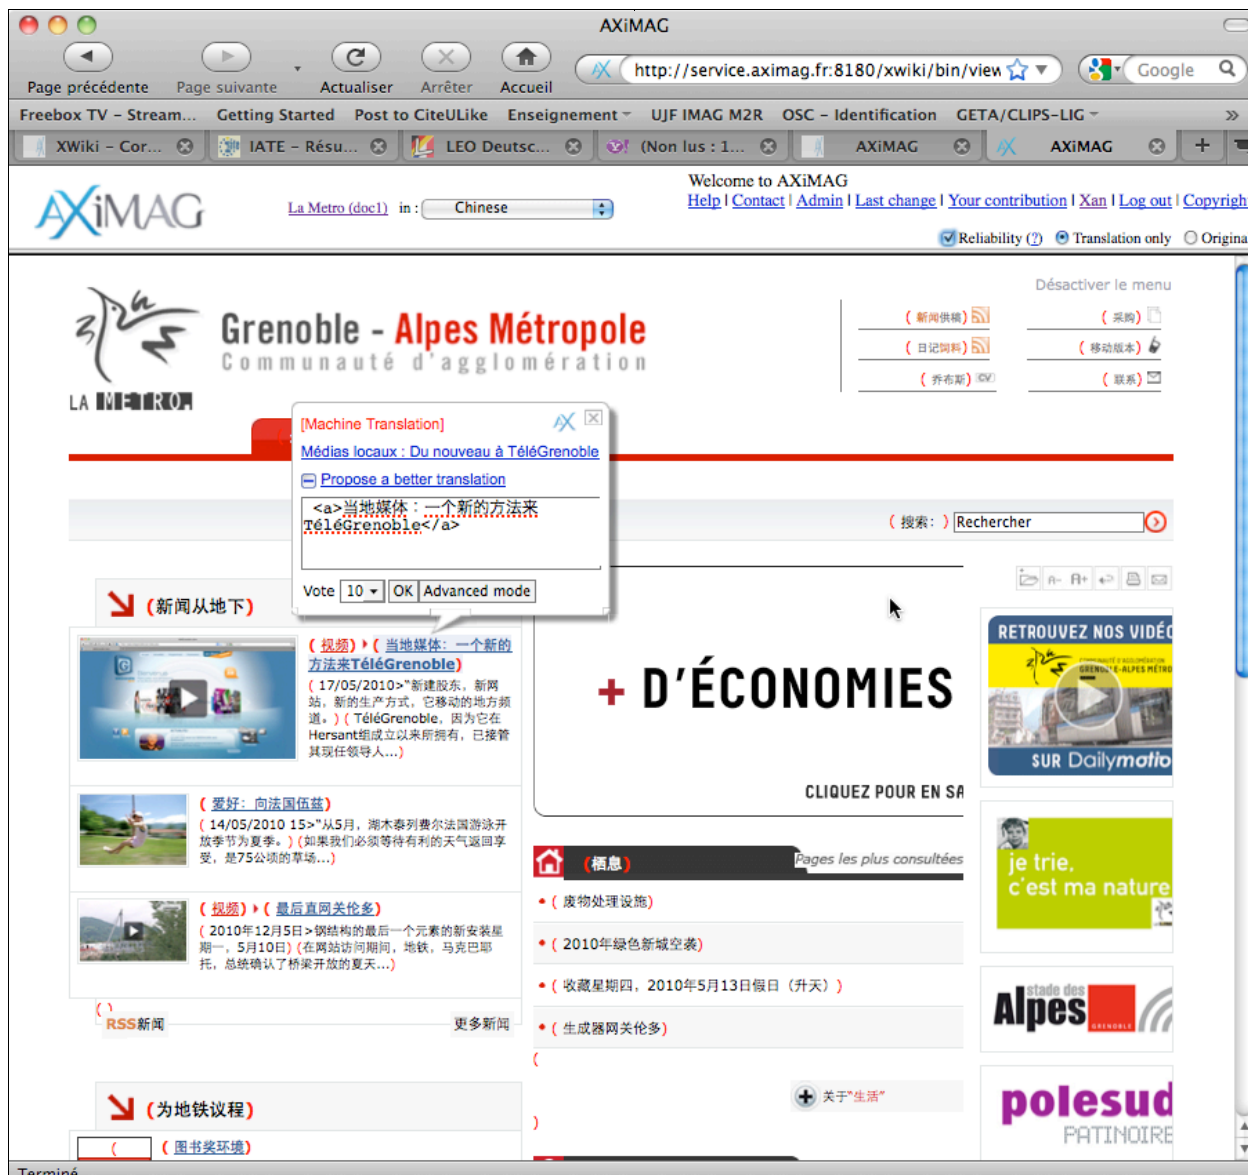 AXiMAG
Page précédente
Page suivante
Actualiser
Arrêter
Accueil
http://service.aximag.fr:8180/xwiki/bin/view
Google
Freebox TV – Stream...
Getting Started
Post to CiteULike
Enseignement
UJF IMAG M2R
OSC – Identification
GETA/CLIPS-LIG
XWiki – Cor...
IATE – Résu...
LEO Deutsc...
(Non lus : 1...
AXiMAG
AXiMAG
AXiMAG
La Metro (doc1) in :
Chinese
Welcome to AXiMAG
Help | Contact | Admin | Last change | Your contribution | Xan | Log out | Copyrigh
Reliability (?) Translation only Origina
Désactiver le menu
Grenoble – Alpes Métropole
Communauté d'agglomération
LA METRO
( 新闻供稿)
( 采购)
( 日记饲料)
( 移动版本)
( 乔布斯) CV
( 联系)
[Machine Translation]
AX
Médias locaux : Du nouveau à TéléGrenoble
Propose a better translation
<a>当地媒体：一个新的方法来
TéléGrenoble</a>
Vote 10 OK Advanced mode
( 搜索: ) Rechercher
A- A+
(新闻从地下)
( 视频) ( 当地媒体: 一个新的
方法来TéléGrenoble)
( 17/05/2010>"新建股东，新网
站，新的生产方式，它移动的地方频
道。) ( TéléGrenoble，因为它在
Hersant组成立以来所拥有，已接管
其现任领导人...)
( 爱好: 向法国伍兹)
( 14/05/2010 15>"从5月，湖木泰列费尔法国游泳开
放季节为夏季。) (如果我们必须等待有利的天气返回享
受，是75公顷的草场...)
( 视频) ( 最后直网关伦多)
( 2010年12月5日>钢结构的最后一个元素的新安装星
期一，5月10日) (在网站访问期间，地铁，马克巴耶
托，总统确认了桥梁开放的夏天...)
( )
RSS新闻
更多新闻
(为地铁议程)
(
( 图书奖环境)
+ D'ÉCONOMIES
CLIQUEZ POUR EN SA
(栖息)
Pages les plus consultées
( 废物处理设施)
( 2010年绿色新城空袭)
( 收藏星期四，2010年5月13日假日（升天）)
( 生成器网关伦多)
(
关于"生活"
)
RETROUVEZ NOS VIDÉO
COMMUNAUTÉ D'AGGLOMÉRATION
GRENOBLE-ALPES MÉTRO
SUR Dailymotio
je trie,
c'est ma nature
stade des
Alpes
GRENOBLE
polesud
PATINOIRE
Terminé